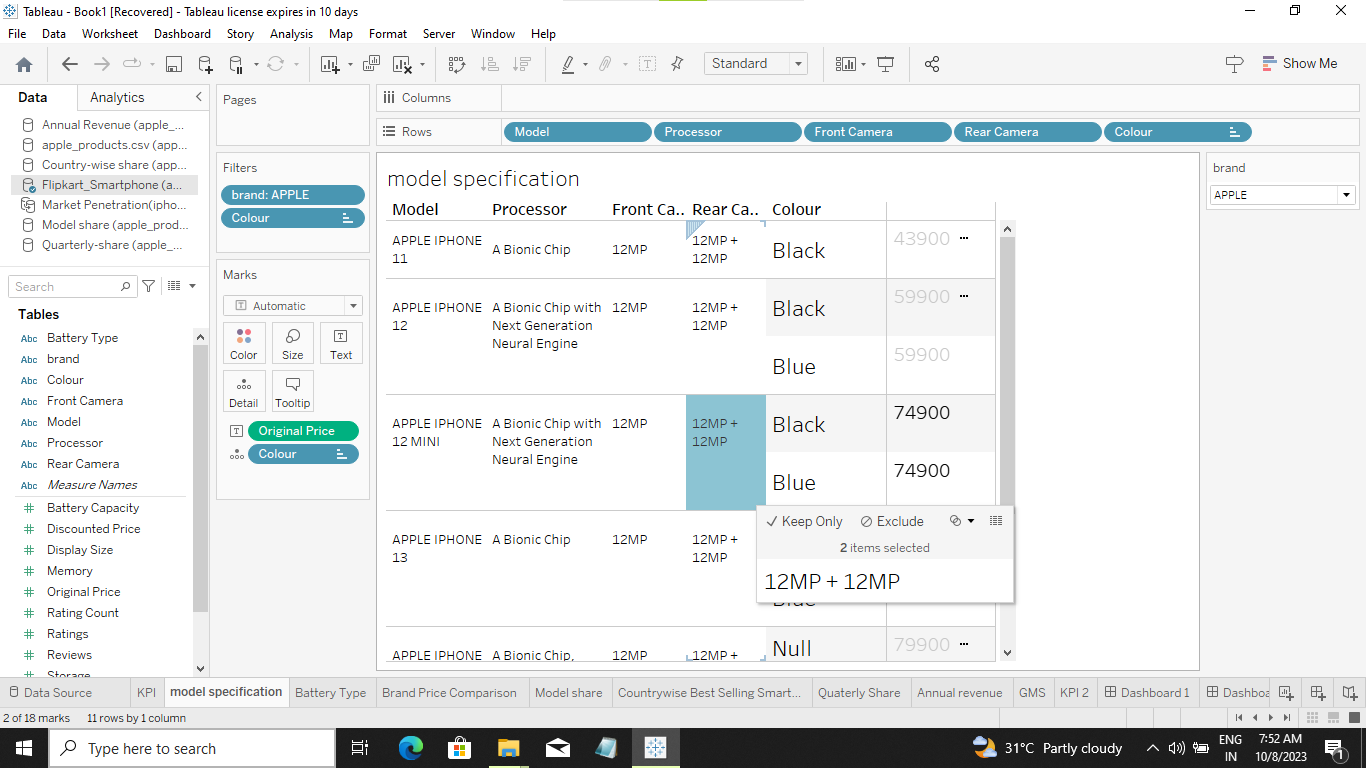 Tableau - Book1 [Recovered] - Tableau license expires in 10 days
File Data Worksheet Dashboard Story Analysis Map Format Server Window Help
Standard
Show Me
Data Analytics
Annual Revenue (apple_...
apple_products.csv (app...
Country-wise share (app...
Flipkart_Smartphone (a...
Market Penetration(ipho...
Model share (apple_prod...
Quarterly-share (apple_...
Search
Tables
Abc Battery Type
Abc brand
Abc Colour
Abc Front Camera
Abc Model
Abc Processor
Abc Rear Camera
Abc Measure Names
# Battery Capacity
# Discounted Price
# Display Size
# Memory
# Original Price
# Rating Count
# Ratings
# Reviews
# Storage
Pages
Filters
brand: APPLE
Colour
Marks
T Automatic
Color Size Text
Detail Tooltip
T Original Price
Colour
Columns
Rows Model Processor Front Camera Rear Camera Colour
model specification
Model Processor Front Ca.. Rear Ca.. Colour
APPLE IPHONE 11 A Bionic Chip 12MP 12MP + 12MP Black 43900
APPLE IPHONE 12 A Bionic Chip with Next Generation Neural Engine 12MP 12MP + 12MP Black 59900
Blue 59900
APPLE IPHONE 12 MINI A Bionic Chip with Next Generation Neural Engine 12MP 12MP + 12MP Black 74900
Blue 74900
APPLE IPHONE 13 A Bionic Chip 12MP 12MP + 12MP
Blue
APPLE IPHONE A Bionic Chip, 12MP 12MP + Null 79900
Keep Only Exclude
2 items selected
12MP + 12MP
brand
APPLE
Data Source KPI model specification Battery Type Brand Price Comparison Model share Countrywise Best Selling Smart... Quaterly Share Annual revenue GMS KPI 2 Dashboard 1 Dashboa
2 of 18 marks 11 rows by 1 column
Type here to search
31°C Partly cloudy
ENG
IN
7:52 AM
10/8/2023
1